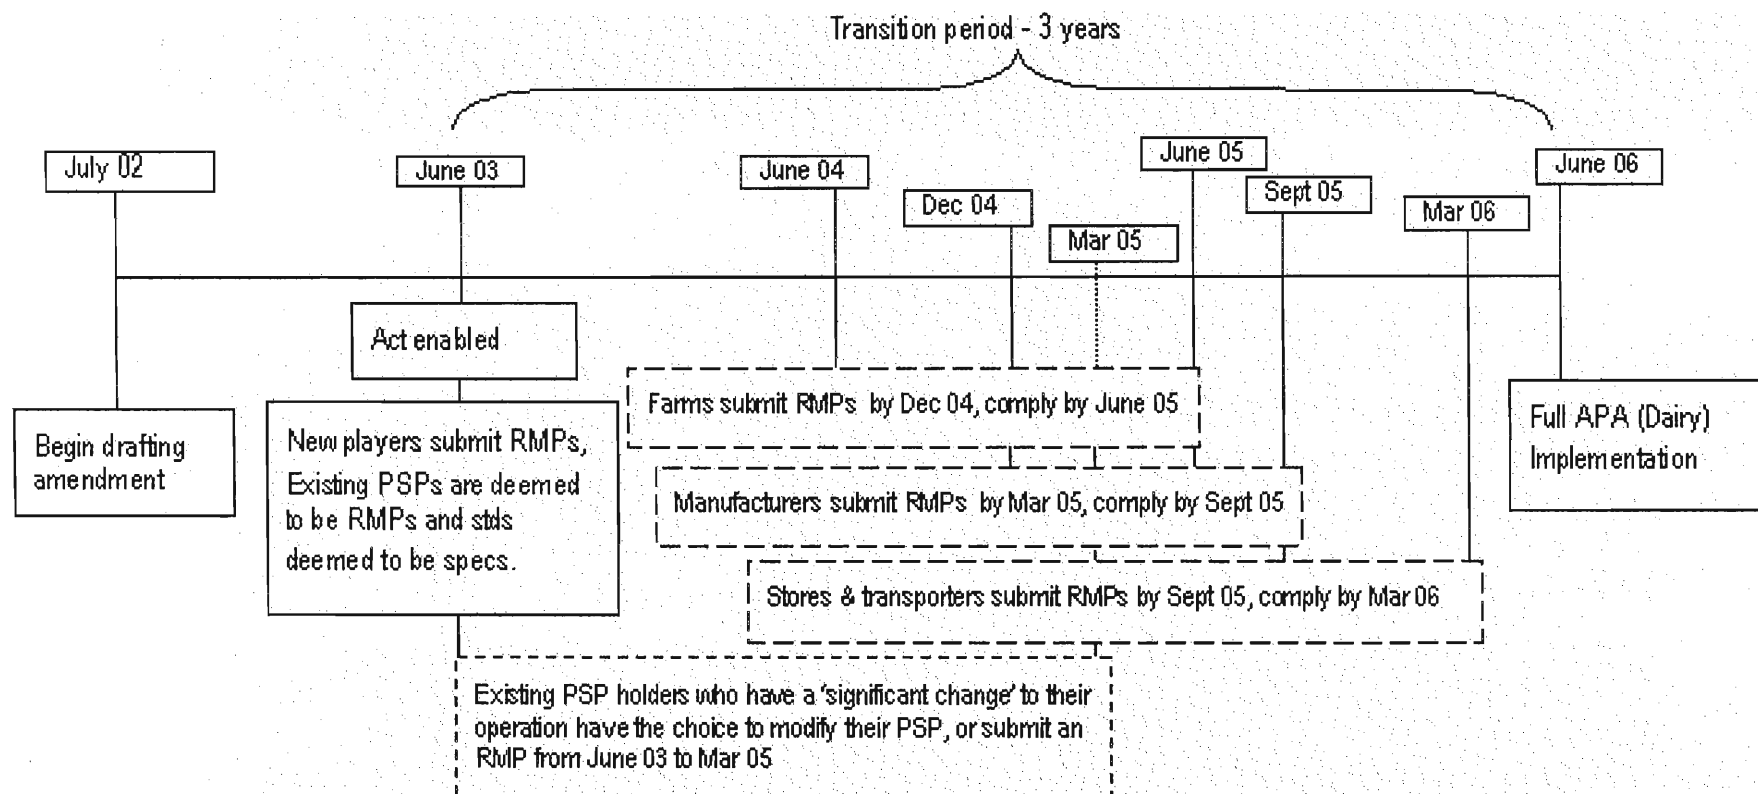 Transition period - 3 years
July 02
June 03
June 04
Dec 04
Mar 05
June 05
Sept 05
Mar 06
June 06
Act enabled
Begin drafting
amendment
New players submit RMPs,
Existing PSPs are deemed
to be RMPs and stds
deemed to be specs.
Farms submit RMPs by Dec 04, comply by June 05
Manufacturers submit RMPs by Mar 05, comply by Sept 05
Stores & transporters submit RMPs by Sept 05, comply by Mar 06
Full APA (Dairy)
Implementation
Existing PSP holders who have a 'significant change' to their
operation have the choice to modify their PSP, or submit an
RMP from June 03 to Mar 05